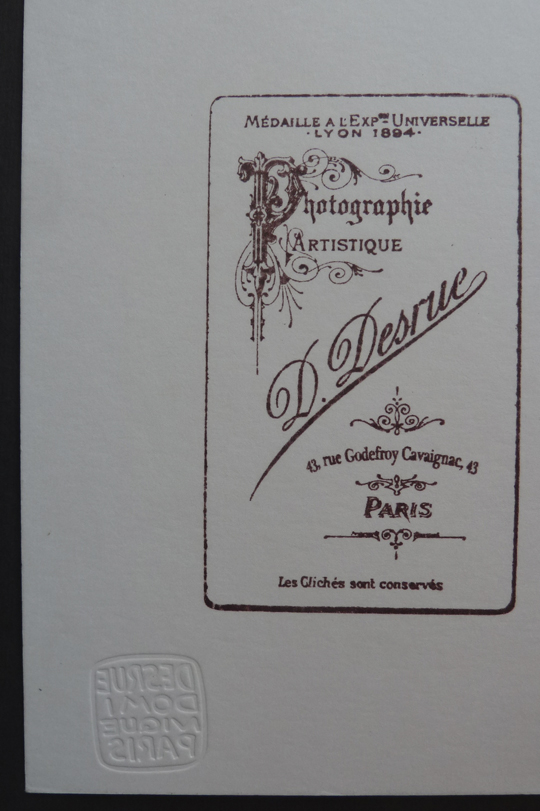 MÉDAILLE A L'EXPᵒⁿ UNIVERSELLE
·LYON 1894·
Photographie
ARTISTIQUE
D. Desrue
43, rue Godefroy Cavaignac, 43
PARIS
Les Clichés sont conservés
DESRUE
DOMI
NIQUE
PARIS